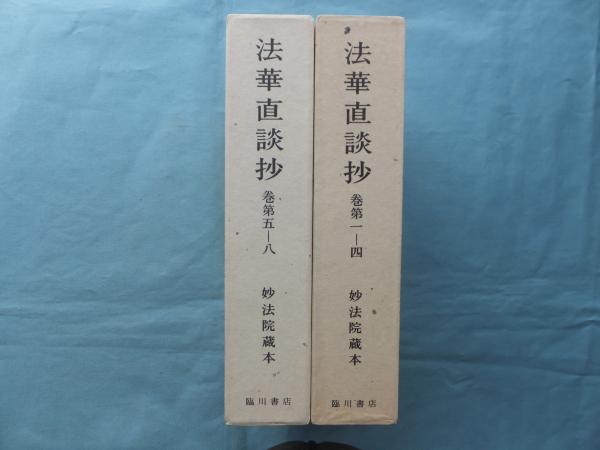 法華直談抄
巻第一―四
妙法院蔵本
臨川書店
法華直談抄
巻第五―八
妙法院蔵本
臨川書店